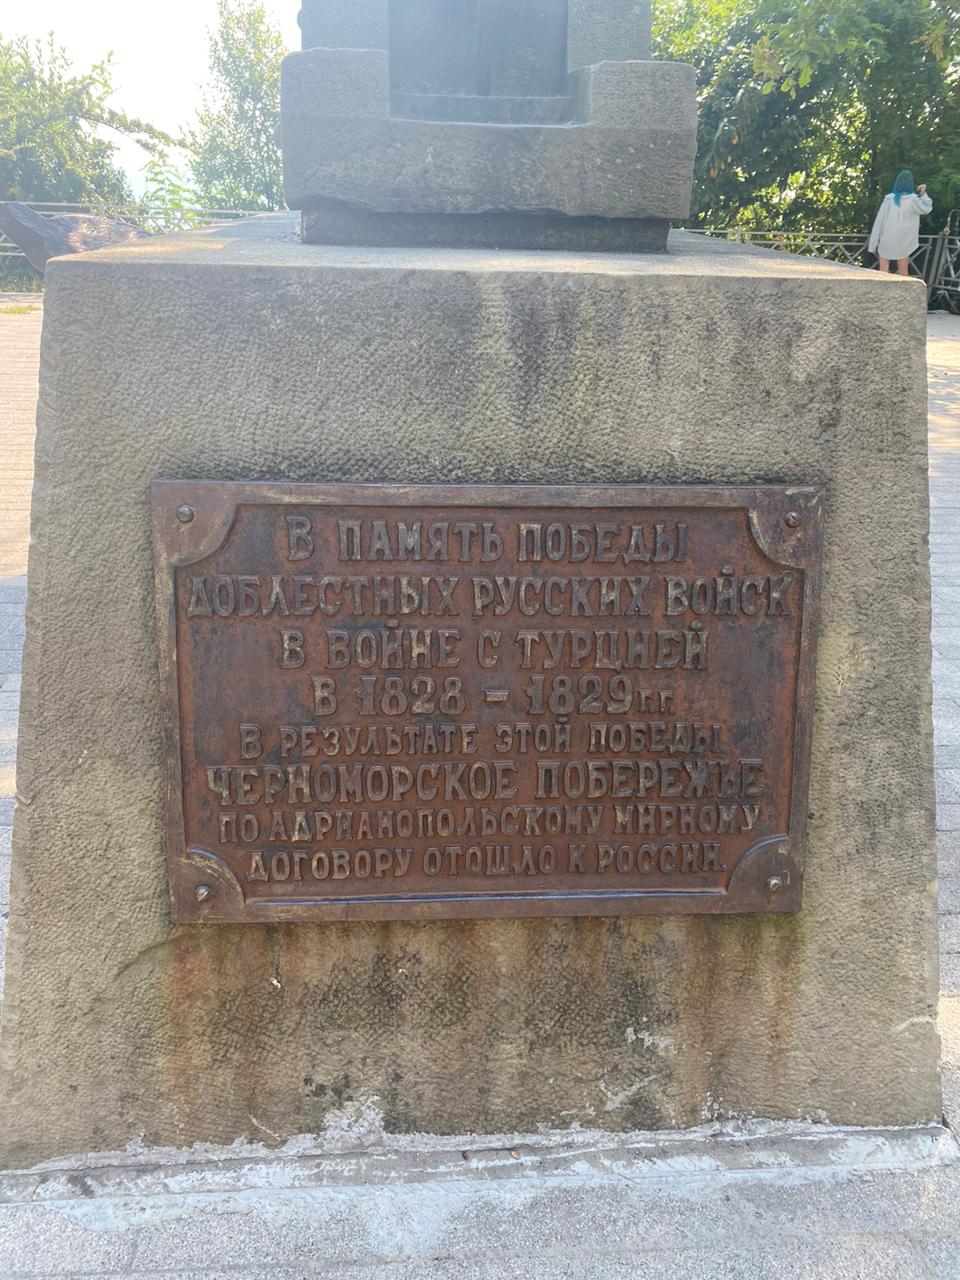 В ПАМЯТЬ ПОБЕДЫ
ДОБЛЕСТНЫХ РУССКИХ ВОЙСК
В ВОЙНЕ С ТУРЦИЕЙ
В 1828 - 1829 г.г.
В РЕЗУЛЬТАТЕ ЭТОЙ ПОБЕДЫ
ЧЕРНОМОРСКОЕ ПОБЕРЕЖЬЕ
ПО АДРИАНОПОЛЬСКОМУ МИРНОМУ
ДОГОВОРУ ОТОШЛО К РОССИИ.